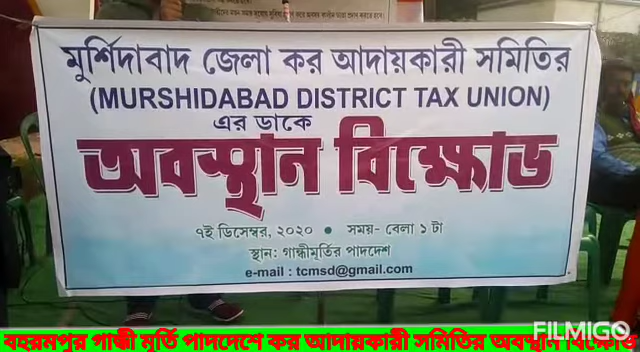 মুর্শিদাবাদ জেলা কর আদায়কারী সমিতির
(MURSHIDABAD DISTRICT TAX UNION)
এর ডাকে
অবস্থান বিক্ষোভ
৭ই ডিসেম্বর, ২০২০ ● সময়- বেলা ১ টা
স্থান: গান্ধীমূর্তির পাদদেশ
e-mail : tcmsd@gmail.com
FILMIGO
বহরমপুর গান্ধী মূর্তি পাদদেশে কর আদায়কারী সমিতির অবস্থান বিক্ষোভ